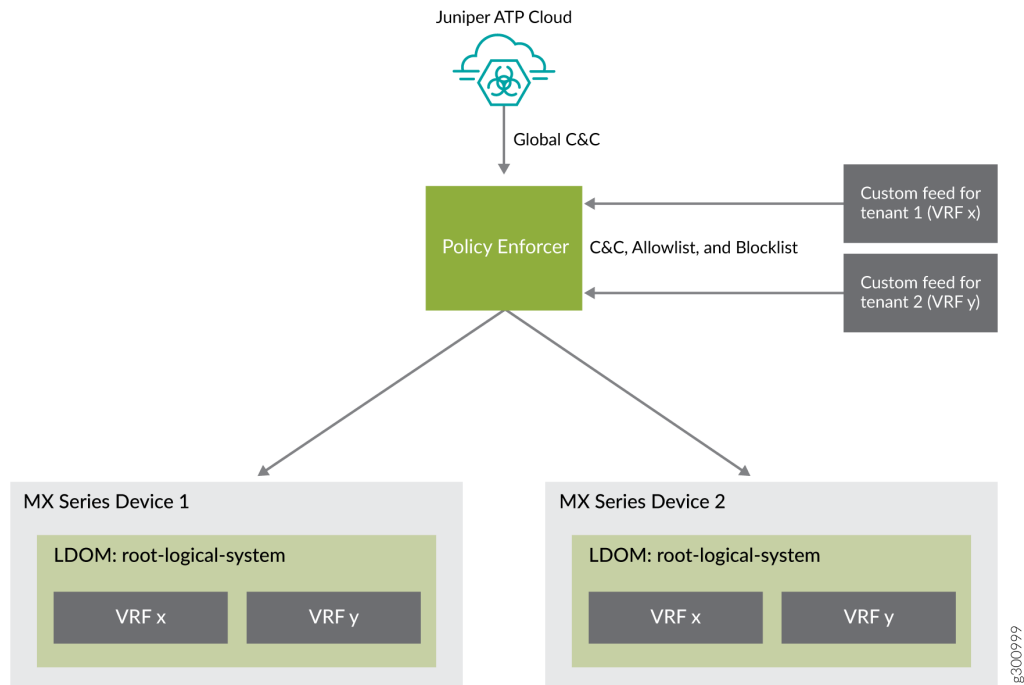 Juniper ATP Cloud
Global C&C
Custom feed for
tenant 1 (VRF x)
Policy Enforcer
C&C, Allowlist, and Blocklist
Custom feed for
tenant 2 (VRF y)
MX Series Device 1
LDOM: root-logical-system
VRF x
VRF y
MX Series Device 2
LDOM: root-logical-system
VRF x
VRF y
g300999